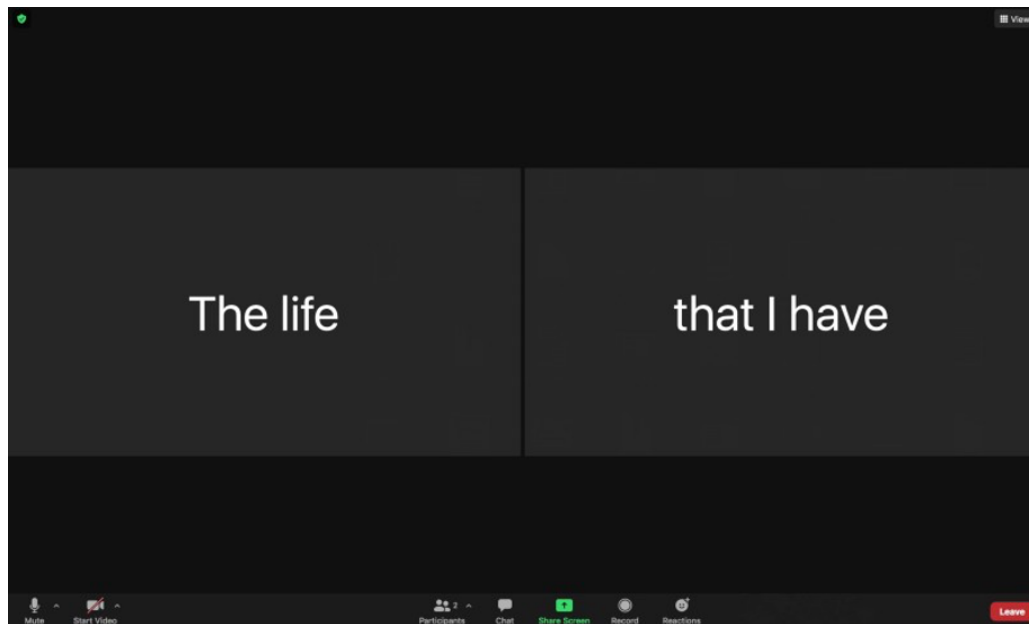 View
The life
that I have
Mute
Start Video
Participants
2
Chat
Share Screen
Record
Reactions
Leave